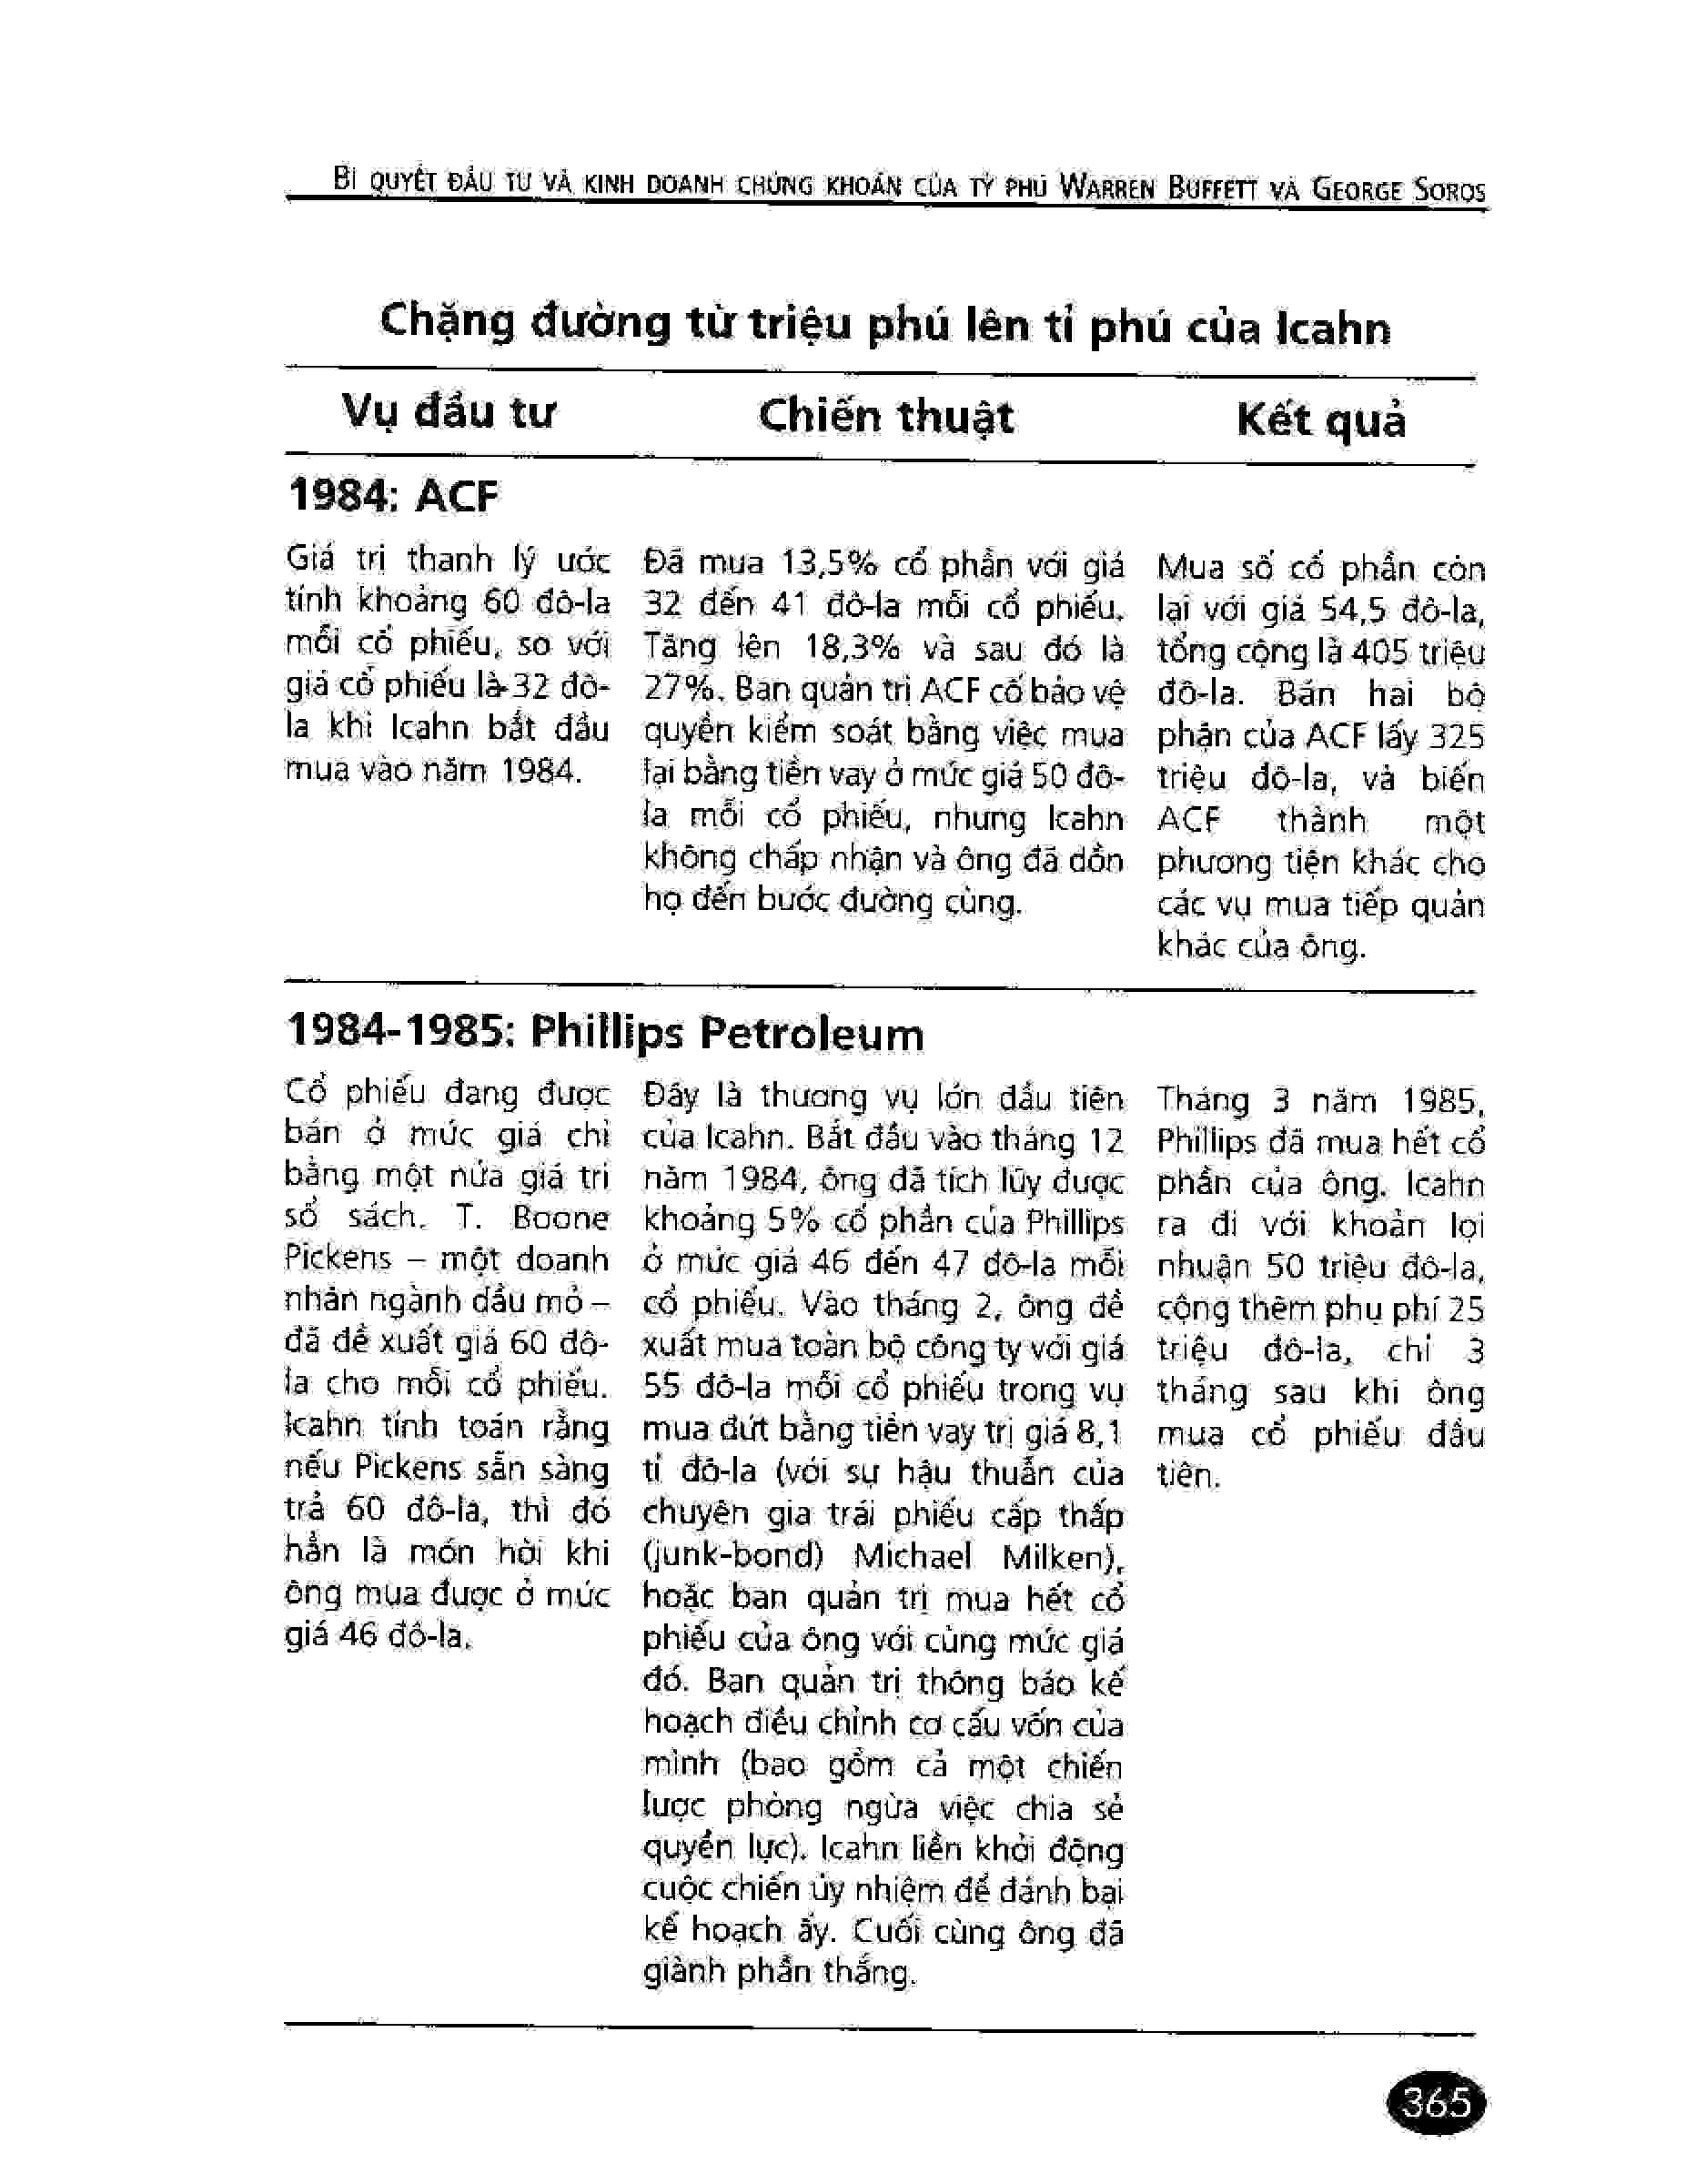 BÍ QUYẾT ĐẦU TƯ VÀ KINH DOANH CHỨNG KHOÁN CỦA TỶ PHÚ WARREN BUFFETT VÀ GEORGE SOROS
Chặng đường từ triệu phú lên tỉ phú của Icahn
Vụ đầu tư
Chiến thuật
Kết quả
1984: ACF
Giá trị thanh lý ước
tính khoảng 60 đô-la
mỗi cổ phiếu, so với
giá cổ phiếu là 32 đô-
la khi Icahn bắt đầu
mua vào năm 1984.
Đã mua 13,5% cổ phần với giá
32 đến 41 đô-la mỗi cổ phiếu.
Tăng lên 18,3% và sau đó là
27%. Ban quản trị ACF cố bảo vệ
quyền kiểm soát bằng việc mua
lại bằng tiền vay ở mức giá 50 đô-
la mỗi cổ phiếu, nhưng Icahn
không chấp nhận và ông đã dồn
họ đến bước đường cùng.
Mua số cổ phần còn
lại với giá 54,5 đô-la,
tổng cộng là 405 triệu
đô-la. Bán hai bộ
phận của ACF lấy 325
triệu đô-la, và biến
ACF thành một
phương tiện khác cho
các vụ mua tiếp quản
khác của ông.
1984-1985: Phillips Petroleum
Cổ phiếu đang được
bán ở mức giá chỉ
bằng một nửa giá trị
sổ sách. T. Boone
Pickens – một doanh
nhân ngành dầu mỏ –
đã đề xuất giá 60 đô-
la cho mỗi cổ phiếu.
Icahn tính toán rằng
nếu Pickens sẵn sàng
trả 60 đô-la, thì đó
hẳn là món hời khi
ông mua được ở mức
giá 46 đô-la.
Đây là thương vụ lớn đầu tiên
của Icahn. Bắt đầu vào tháng 12
năm 1984, ông đã tích lũy được
khoảng 5% cổ phần của Phillips
ở mức giá 46 đến 47 đô-la mỗi
cổ phiếu. Vào tháng 2, ông đề
xuất mua toàn bộ công ty với giá
55 đô-la mỗi cổ phiếu trong vụ
mua đứt bằng tiền vay trị giá 8,1
tỉ đô-la (với sự hậu thuẫn của
chuyên gia trái phiếu cấp thấp
(junk-bond) Michael Milken),
hoặc ban quản trị mua hết cổ
phiếu của ông với cùng mức giá
đó. Ban quản trị thông báo kế
hoạch điều chỉnh cơ cấu vốn của
mình (bao gồm cả một chiến
lược phòng ngừa việc chia sẻ
quyền lực). Icahn liền khởi động
cuộc chiến ủy nhiệm để đánh bại
kế hoạch ấy. Cuối cùng ông đã
giành phần thắng.
Tháng 3 năm 1985,
Phillips đã mua hết cổ
phần của ông. Icahn
ra đi với khoản lợi
nhuận 50 triệu đô-la,
cộng thêm phụ phí 25
triệu đô-la, chỉ 3
tháng sau khi ông
mua cổ phiếu đầu
tiên.
365